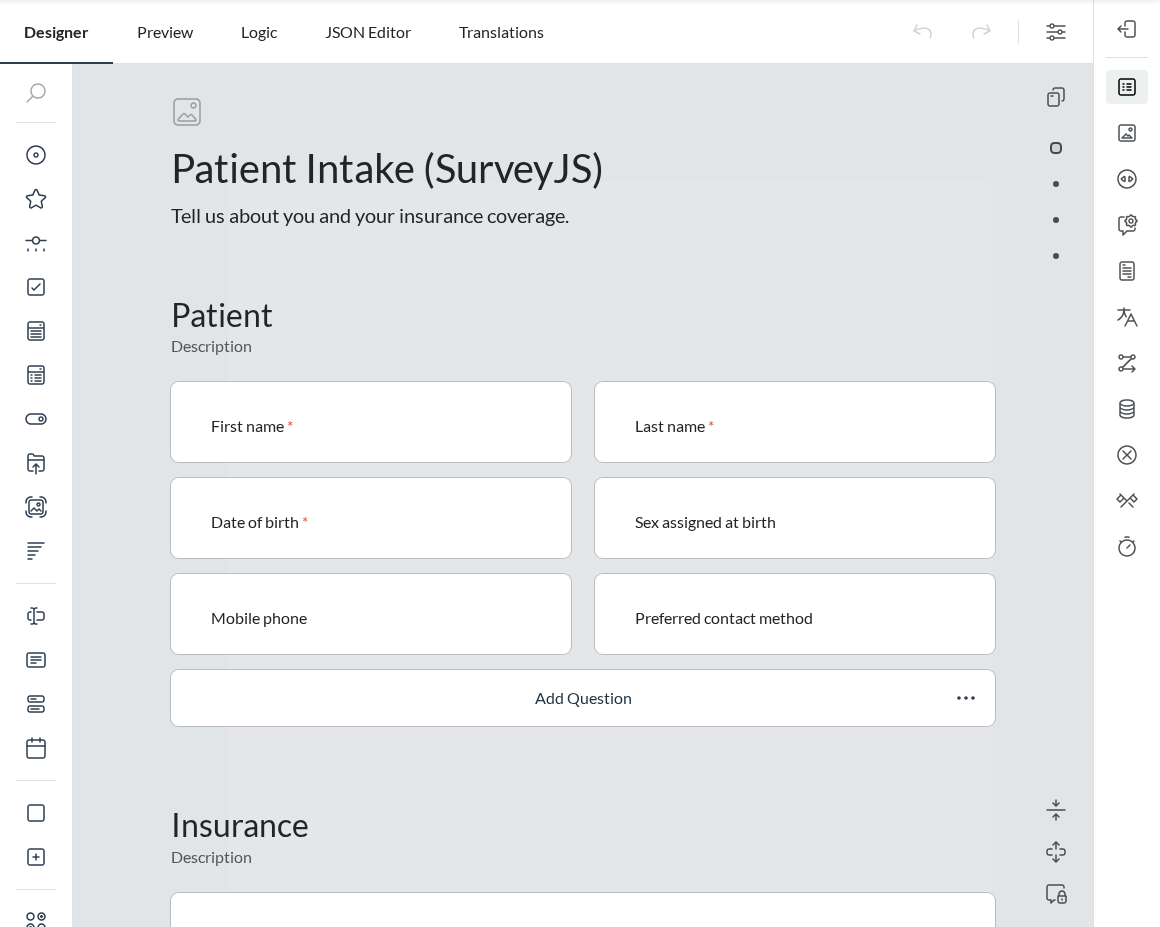 Designer
Preview
Logic
JSON Editor
Translations
Patient Intake (SurveyJS)
Tell us about you and your insurance coverage.
Patient
Description
First name *
Last name *
Date of birth *
Sex assigned at birth
Mobile phone
Preferred contact method
Add Question
Insurance
Description